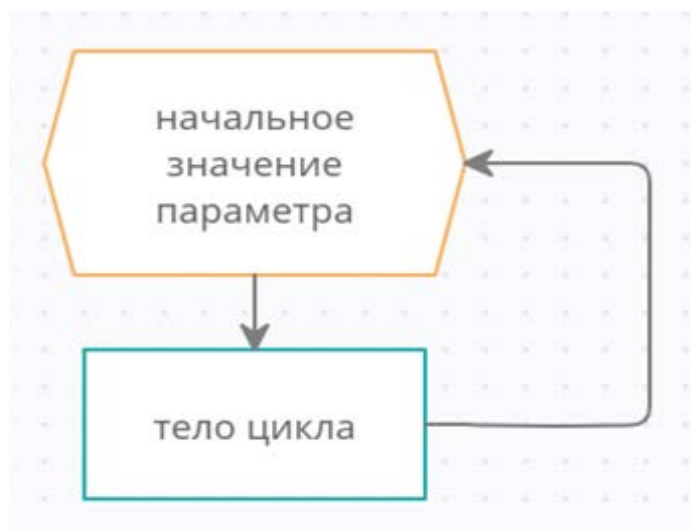 начальное
значение
параметра
тело цикла